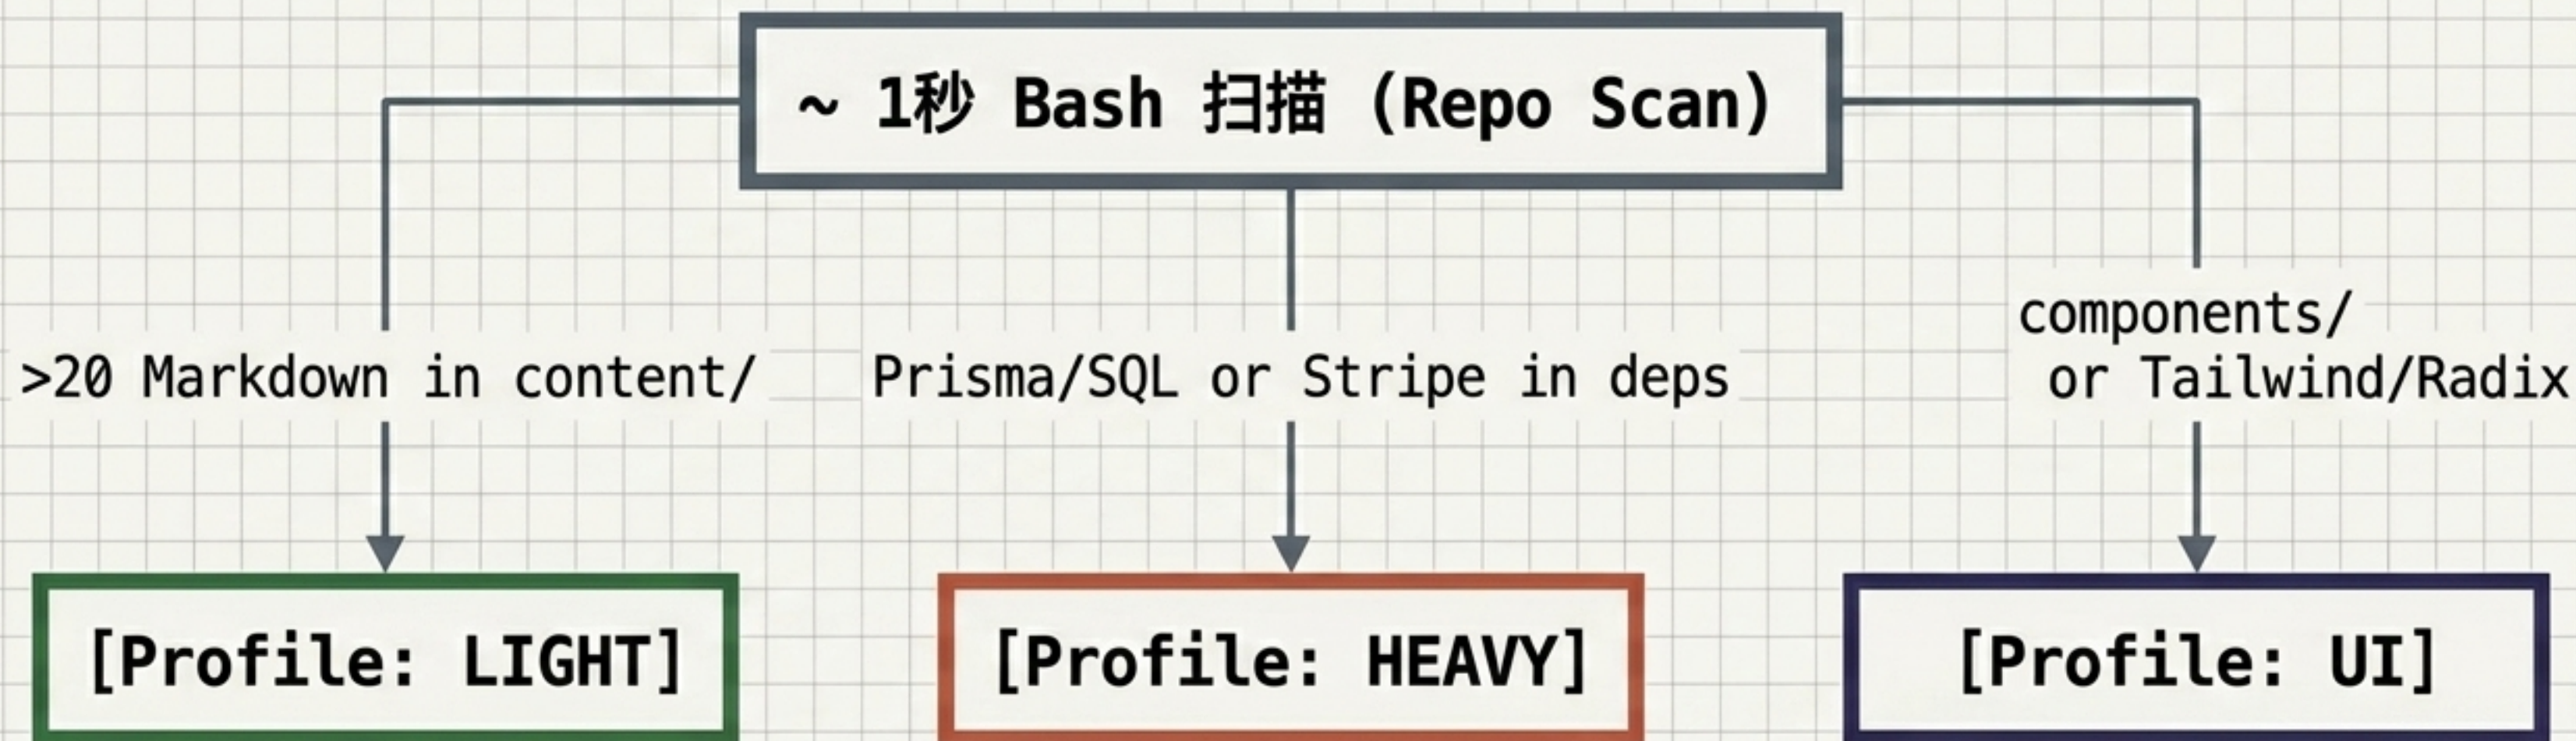 ~ 1秒 Bash 扫描 (Repo Scan)
>20 Markdown in content/
Prisma/SQL or Stripe in deps
components/
or Tailwind/Radix
[Profile: LIGHT]
[Profile: HEAVY]
[Profile: UI]